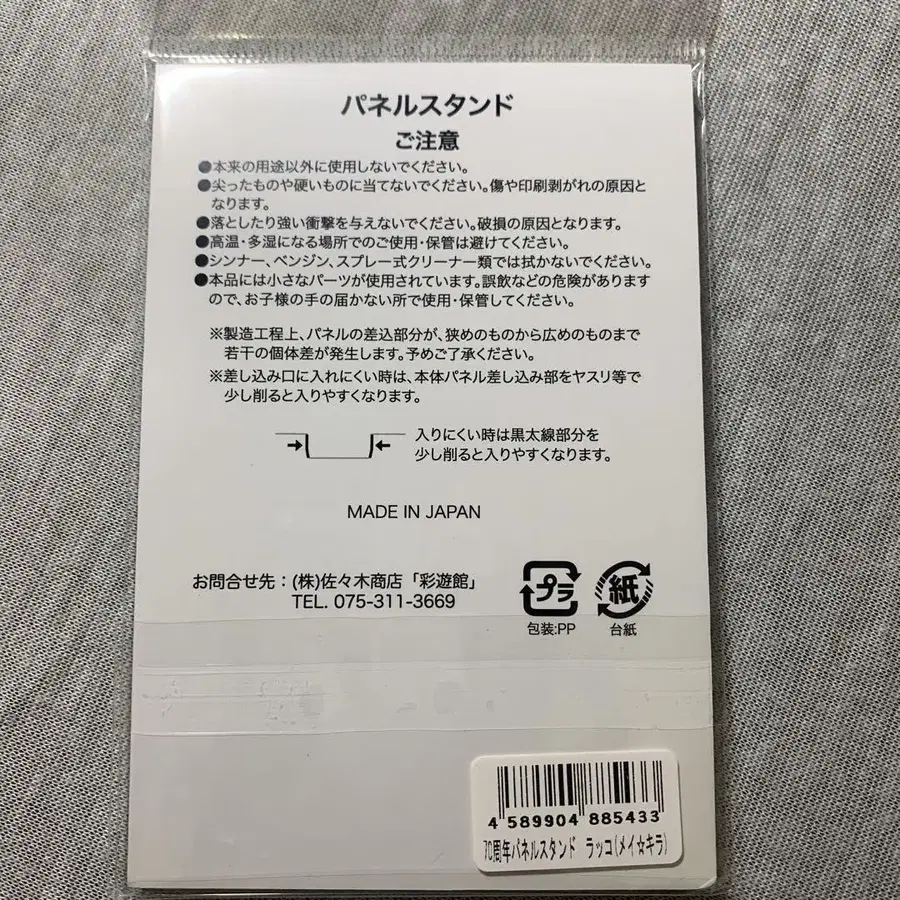 パネルスタンド
ご注意
●本来の用途以外に使用しないでください。
●尖ったものや硬いものに当てないでください。傷や印刷剥がれの原因と
なります。
●落としたり強い衝撃を与えないでください。破損の原因となります。
●高温・多湿になる場所でのご使用・保管は避けてください。
●シンナー、ベンジン、スプレー式クリーナー類では拭かないでください。
●本品には小さなパーツが使用されています。誤飲などの危険があります
ので、お子様の手の届かない所で使用・保管してください。
※製造工程上、パネルの差込部分が、狭めのものから広めのものまで
若干の個体差が発生します。予めご了承ください。
※差し込み口に入れにくい時は、本体パネル差し込み部をヤスリ等で
少し削ると入りやすくなります。
入りにくい時は黒太線部分を
少し削ると入りやすくなります。
MADE IN JAPAN
お問合せ先：(株)佐々木商店「彩遊館」
TEL. 075-311-3669
プラ
包装:PP
紙
台紙
4 589904 885433
70周年パネルスタンド ラッコ(メイ☆キラ)